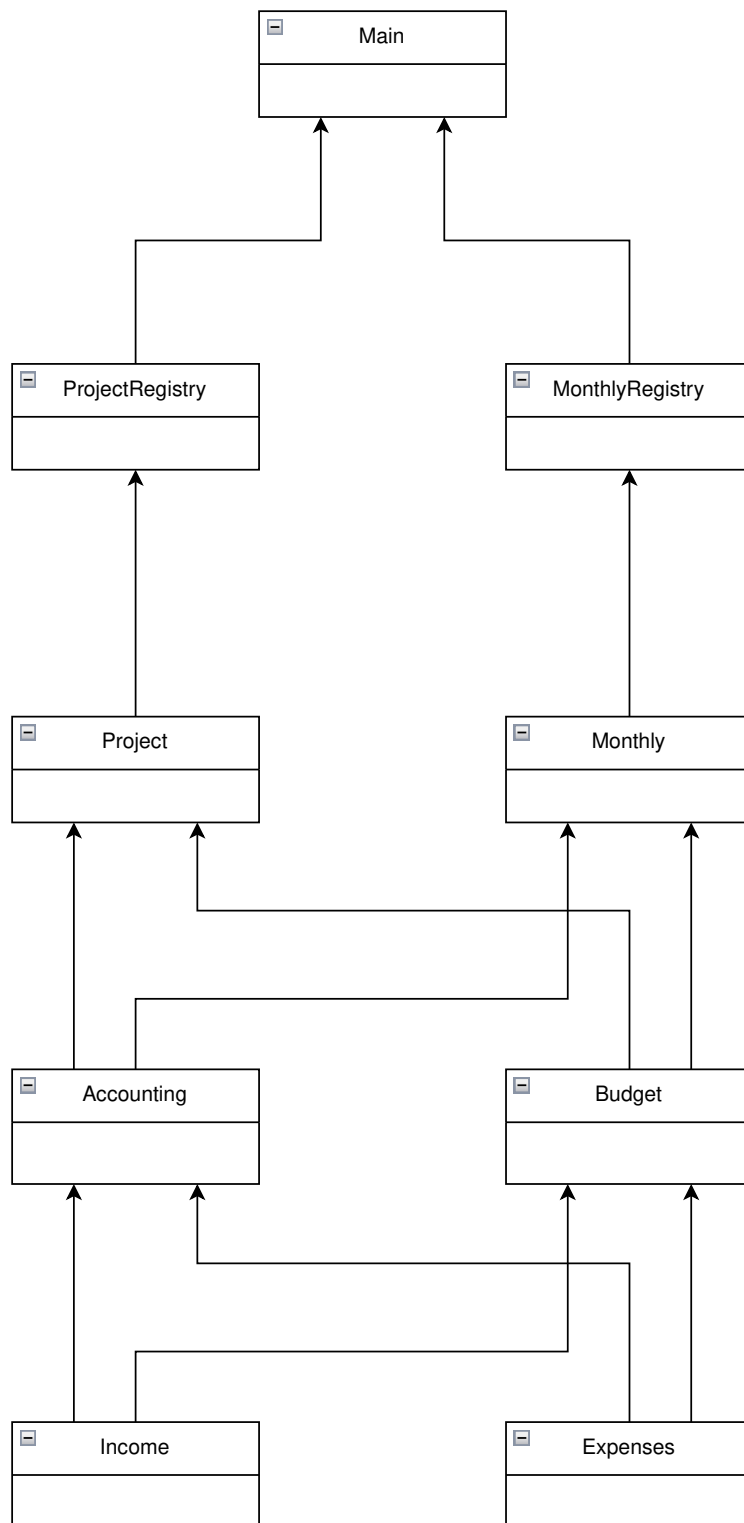 Main
ProjectRegistry
MonthlyRegistry
Project
Monthly
Accounting
Budget
Income
Expenses